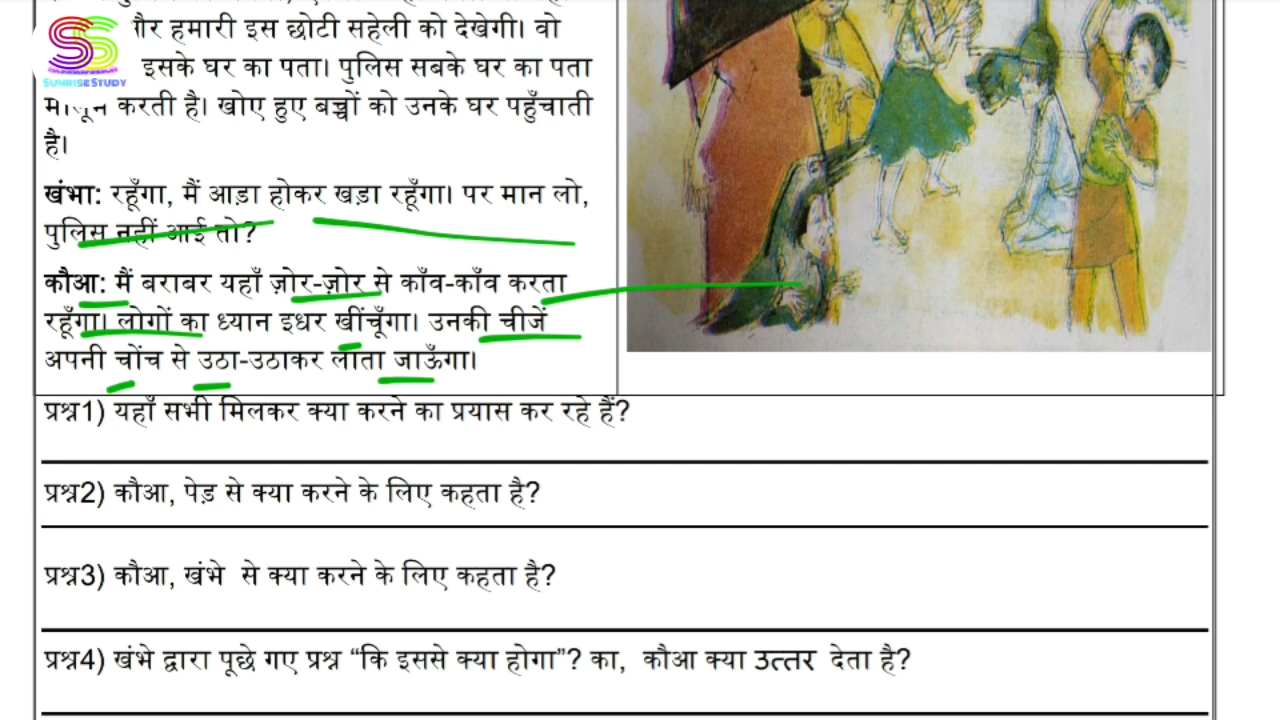 SS
SUNRISESTUDY
और हमारी इस छोटी सहेली को देखेगी। वो
इसके घर का पता। पुलिस सबके घर का पता
मालूम करती है। खोए हुए बच्चों को उनके घर पहुँचाती
है।
खंभा: रहूँगा, मैं आड़ा होकर खड़ा रहूँगा। पर मान लो,
पुलिस नहीं आई तो?
कौआ: मैं बराबर यहाँ ज़ोर-ज़ोर से काँव-काँव करता
रहूँगा। लोगों का ध्यान इधर खींचूँगा। उनकी चीजें
अपनी चोंच से उठा-उठाकर लाता जाऊँगा।
प्रश्न1) यहाँ सभी मिलकर क्या करने का प्रयास कर रहे हैं?
प्रश्न2) कौआ, पेड़ से क्या करने के लिए कहता है?
प्रश्न3) कौआ, खंभे से क्या करने के लिए कहता है?
प्रश्न4) खंभे द्वारा पूछे गए प्रश्न “कि इससे क्या होगा”? का, कौआ क्या उत्तर देता है?